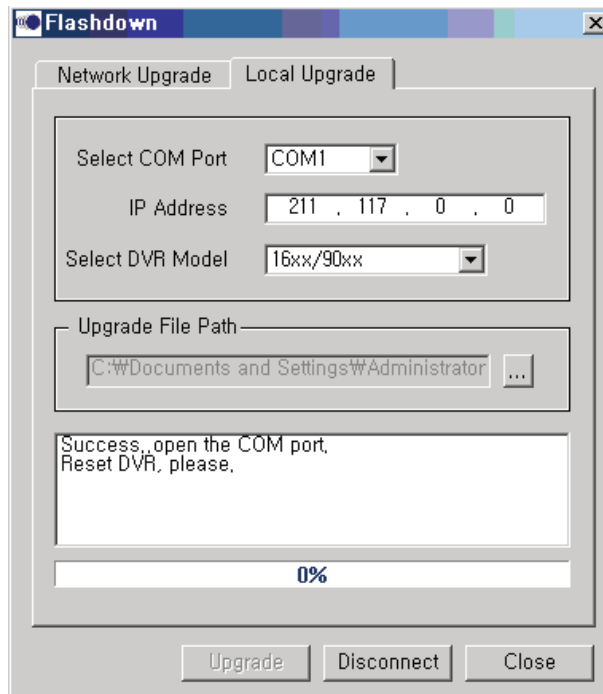 Flashdown
Network Upgrade Local Upgrade
Select COM Port COM1
IP Address 211 . 117 . 0 . 0
Select DVR Model 16xx/90xx
Upgrade File Path
C:₩Documents and Settings₩Administrator ...
Success,,open the COM port,
Reset DVR, please,
0%
Upgrade Disconnect Close